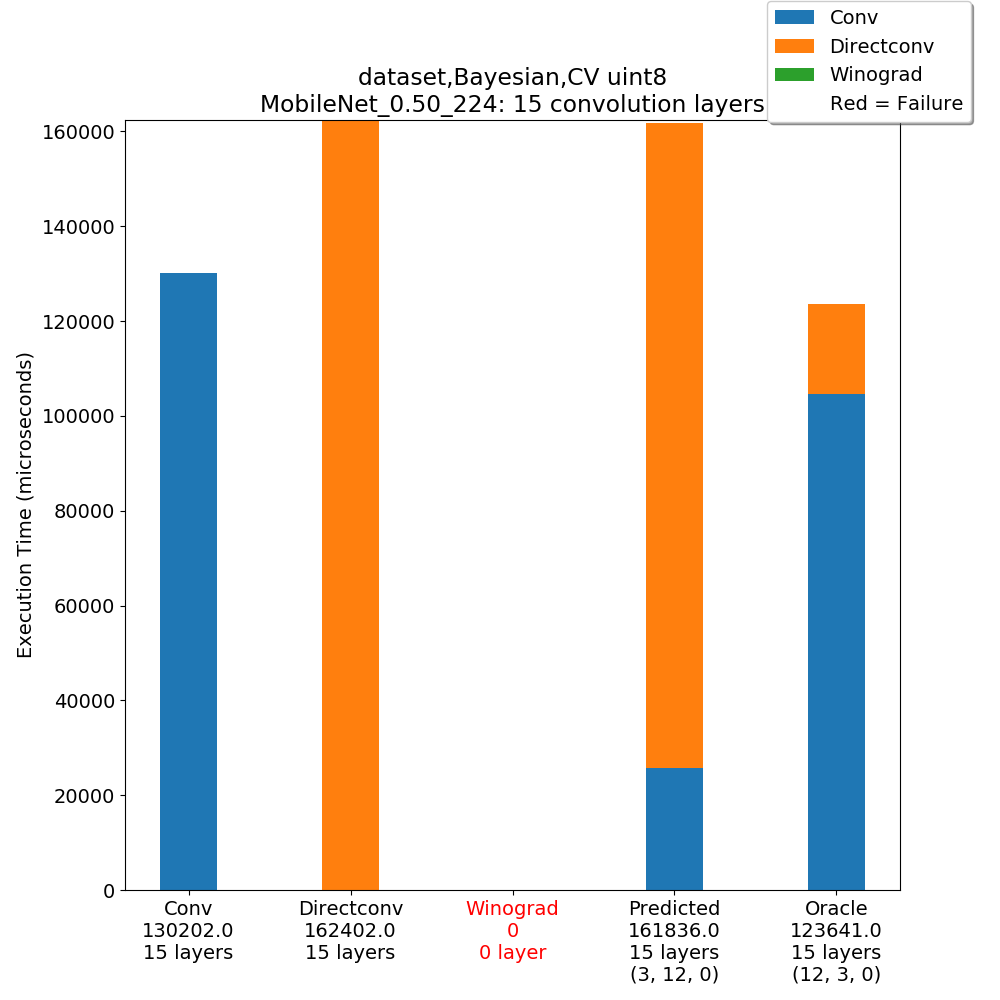 Conv
Directconv
Winograd
Red = Failure
dataset,Bayesian,CV uint8
MobileNet_0.50_224: 15 convolution layers
160000
140000
120000
100000
80000
60000
40000
20000
0
Execution Time (microseconds)
Conv
130202.0
15 layers
Directconv
162402.0
15 layers
Winograd
0
0 layer
Predicted
161836.0
15 layers
(3, 12, 0)
Oracle
123641.0
15 layers
(12, 3, 0)